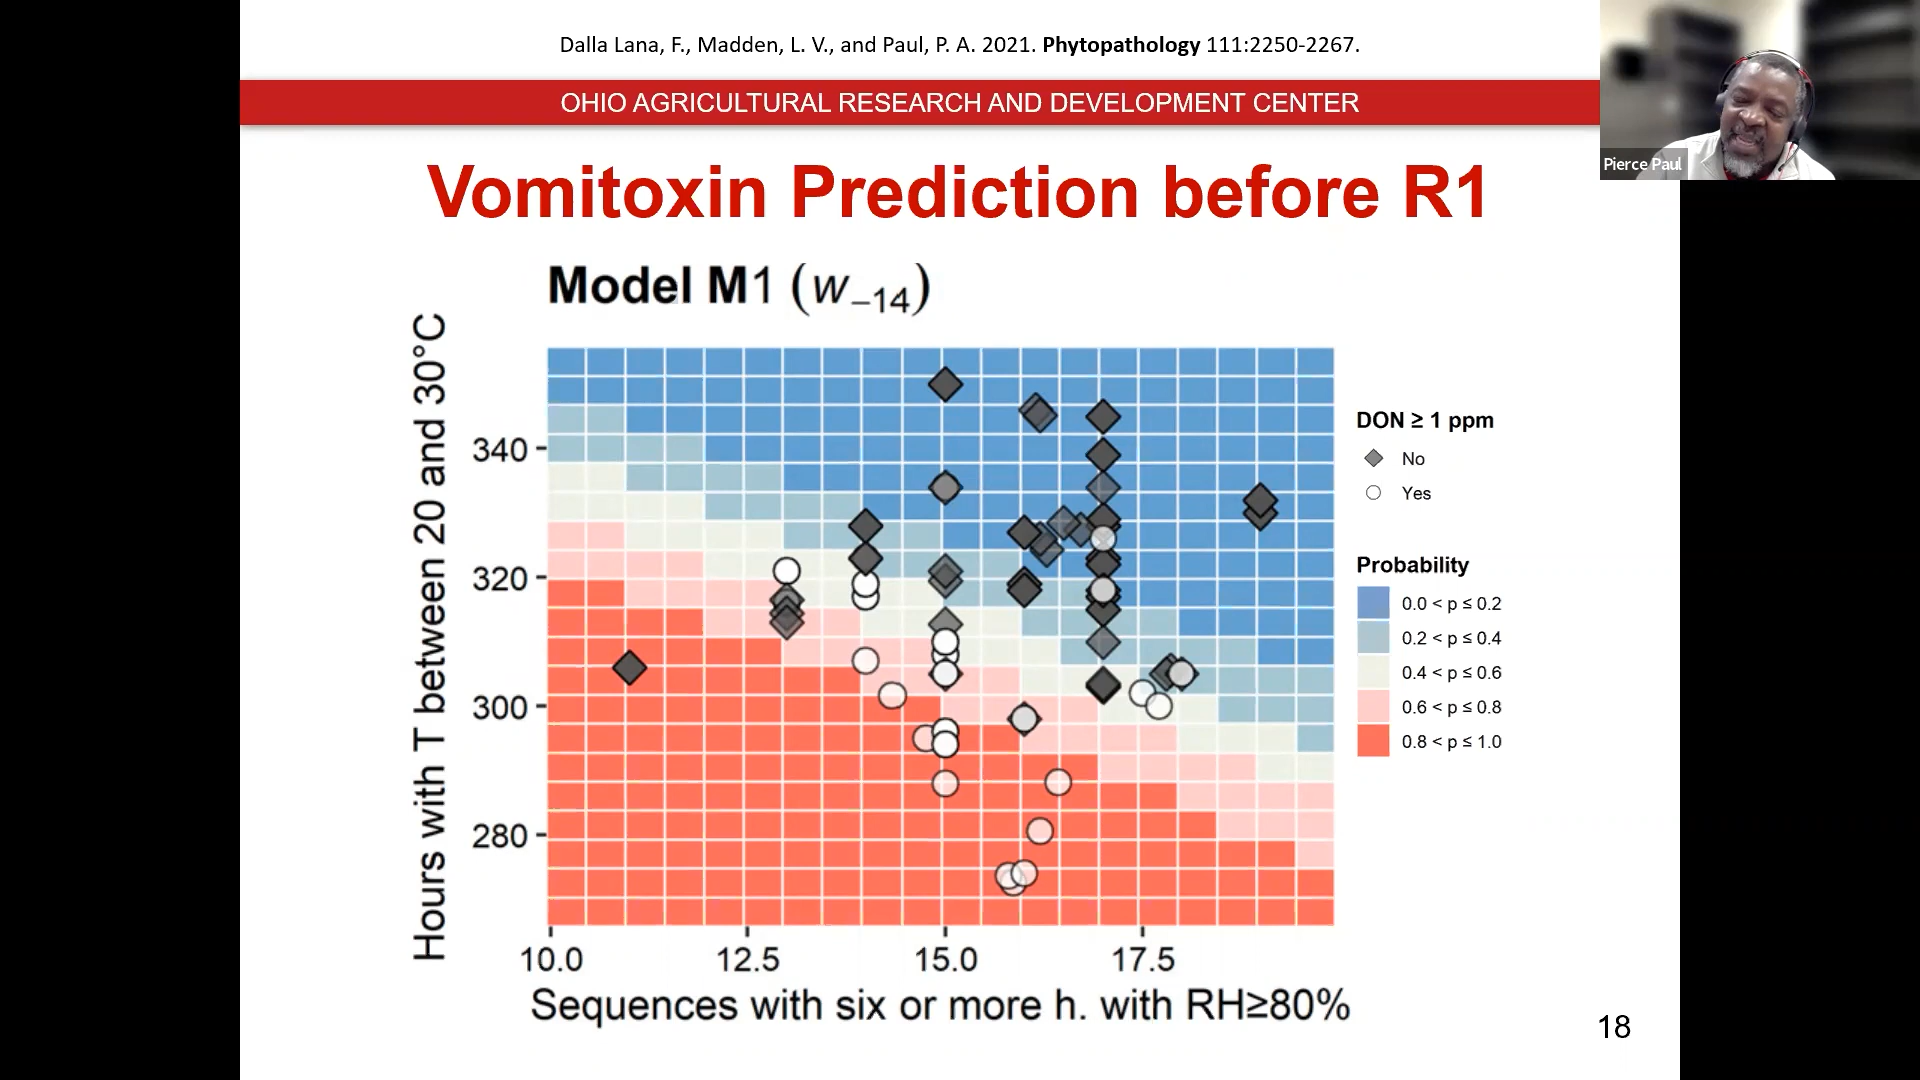 Dalla Lana, F., Madden, L. V., and Paul, P. A. 2021. Phytopathology 111:2250-2267.
OHIO AGRICULTURAL RESEARCH AND DEVELOPMENT CENTER
Pierce Paul
Vomitoxin Prediction before R1
Model M1 (w₋₁₄)
Hours with T between 20 and 30°C
340
320
300
280
10.0 12.5 15.0 17.5
Sequences with six or more h. with RH≥80%
DON ≥ 1 ppm
No
Yes
Probability
0.0 < p ≤ 0.2
0.2 < p ≤ 0.4
0.4 < p ≤ 0.6
0.6 < p ≤ 0.8
0.8 < p ≤ 1.0
18